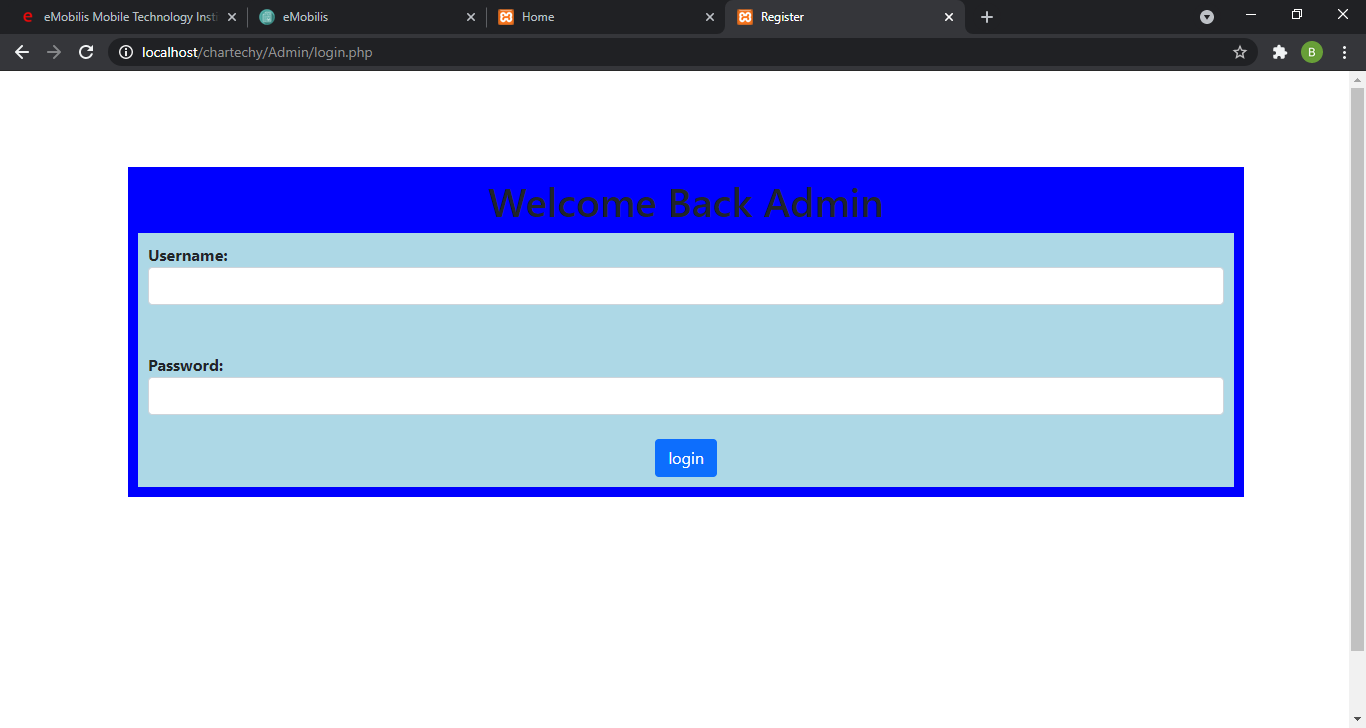 e eMobilis Mobile Technology Insti
eMobilis
Home
Register
localhost/chartechy/Admin/login.php
B
Welcome Back Admin
Username:
Password:
login